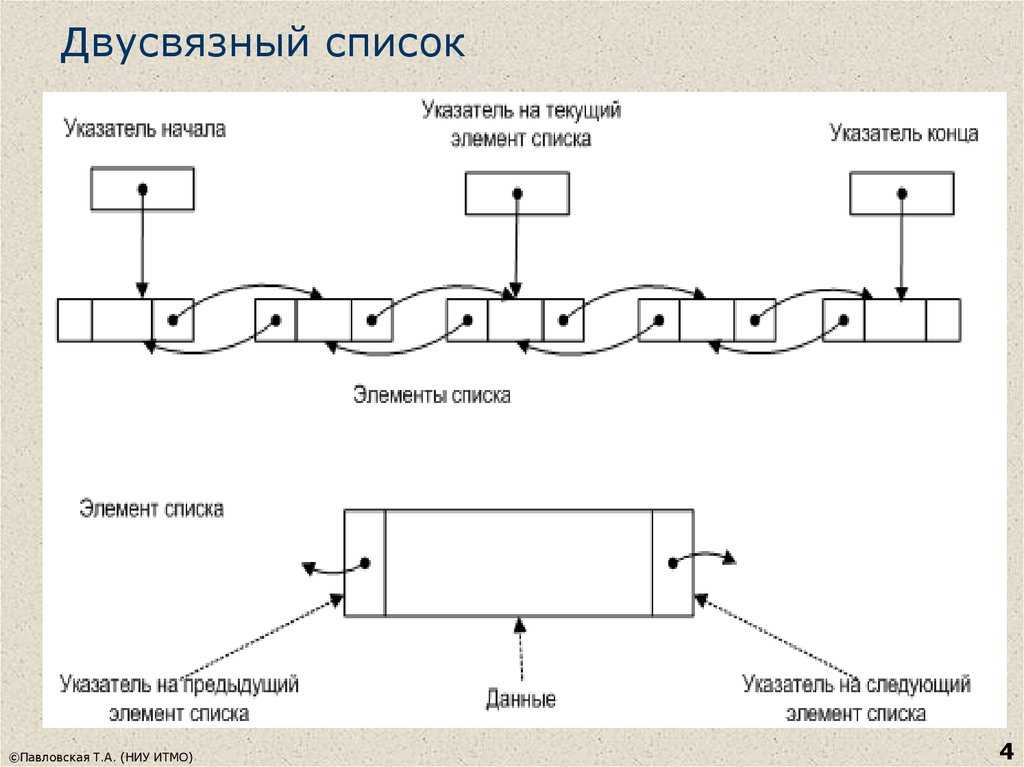 Двусвязный список
Указатель начала
Указатель на текущий
элемент списка
Указатель конца
Элементы списка
Элемент списка
Указатель на предыдущий
элемент списка
Данные
Указатель на следующий
элемент списка
©Павловская Т.А. (НИУ ИТМО)
4